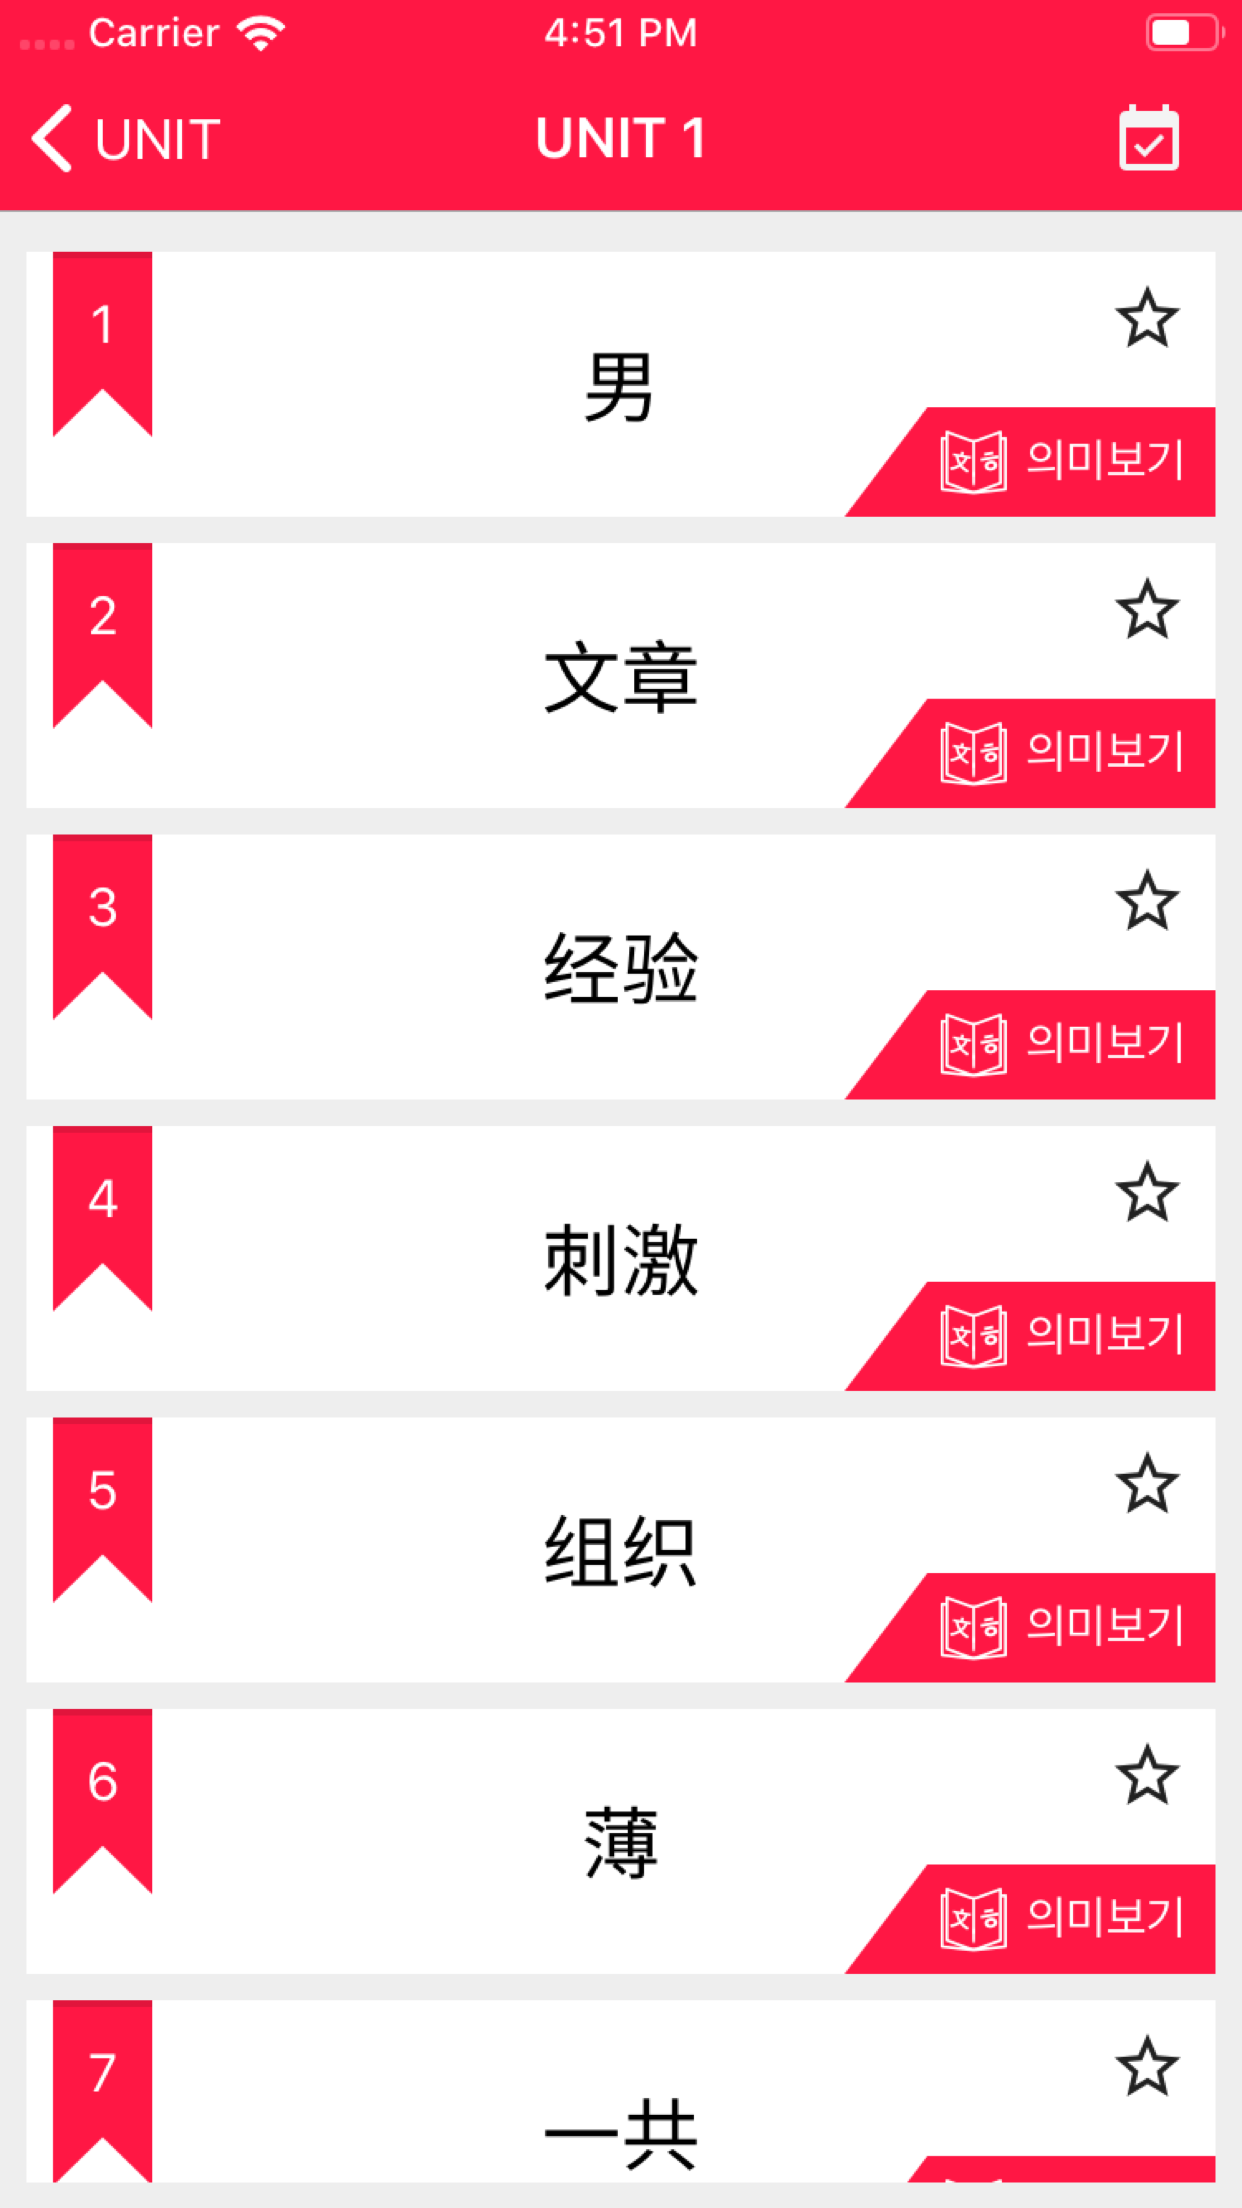 Carrier 4:51 PM
UNIT UNIT 1
1
男
文 ㅎ 의미보기
2
文章
文 ㅎ 의미보기
3
经验
文 ㅎ 의미보기
4
刺激
文 ㅎ 의미보기
5
组织
文 ㅎ 의미보기
6
薄
文 ㅎ 의미보기
7
一共